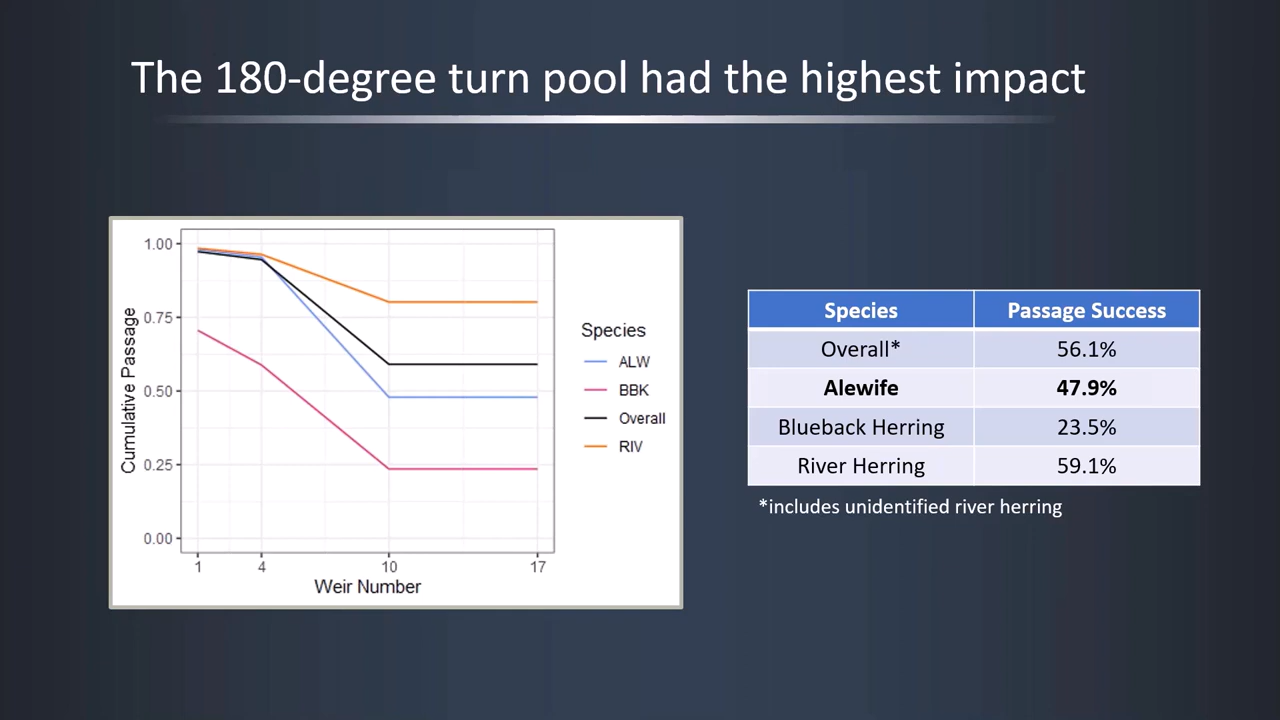 The 180-degree turn pool had the highest impact
1.00
0.75
0.50
0.25
0.00
Cumulative Passage
1 4 10 17
Weir Number
Species
ALW
BBK
Overall
RIV
Species Passage Success
Overall* 56.1%
Alewife 47.9%
Blueback Herring 23.5%
River Herring 59.1%
*includes unidentified river herring